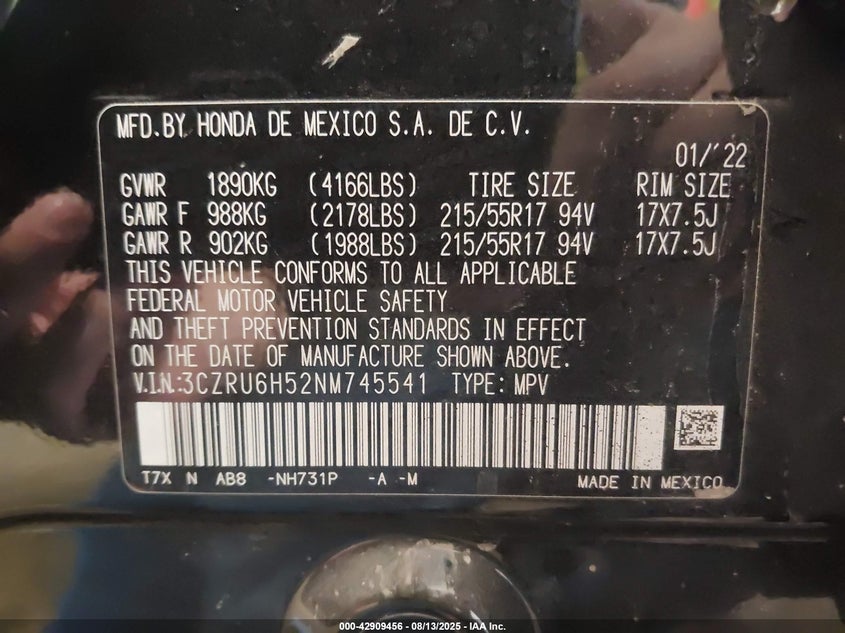 MFD.BY HONDA DE MEXICO S.A. DE C.V.
01/'22
GVWR 1890KG (4166LBS) TIRE SIZE RIM SIZE
GAWR F 988KG (2178LBS) 215/55R17 94V 17X7.5J
GAWR R 902KG (1988LBS) 215/55R17 94V 17X7.5J
THIS VEHICLE CONFORMS TO ALL APPLICABLE
FEDERAL MOTOR VEHICLE SAFETY
AND THEFT PREVENTION STANDARDS IN EFFECT
ON THE DATE OF MANUFACTURE SHOWN ABOVE.
V.I.N.:3CZRU6H52NM745541 TYPE: MPV
T7X N AB8 -NH731P -A -M MADE IN MEXICO
000-42909456 - 08/13/2025 - IAA Inc.